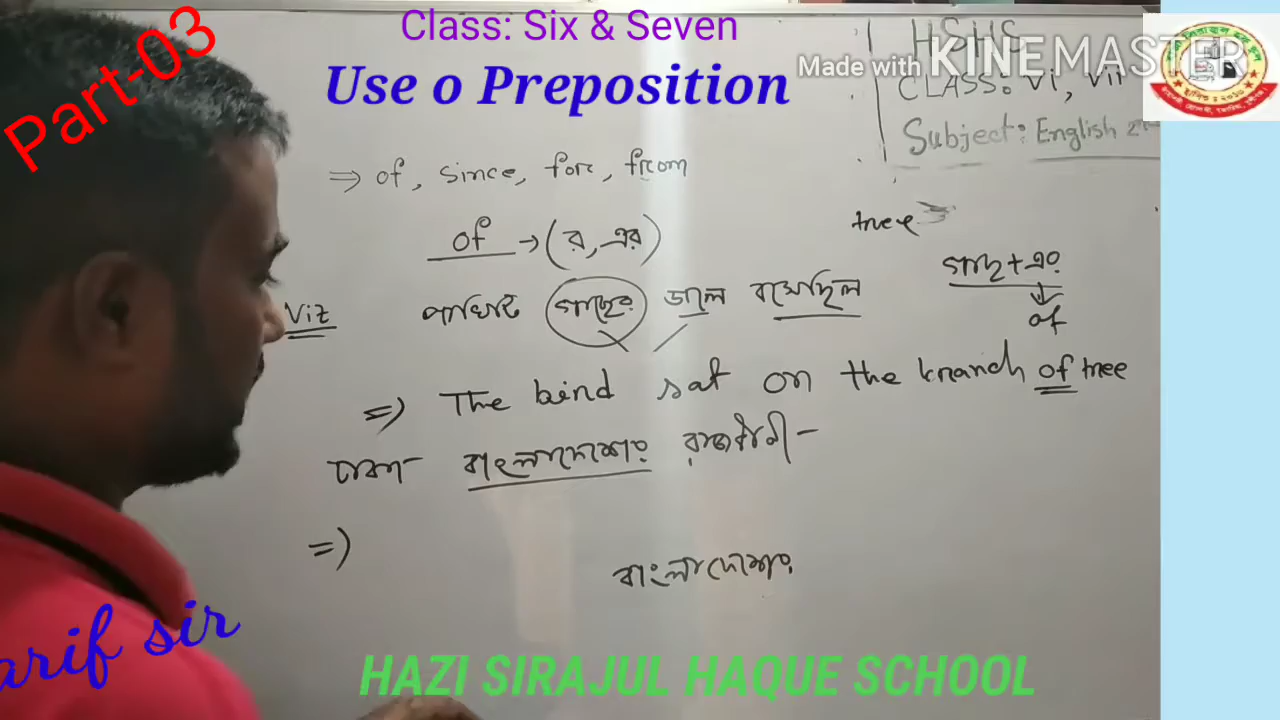 Part-03
Class: Six & Seven
Use o Preposition
Made with KINEMASTER
HSHS
CLASS: Vi, Vii
Subject: English 2
⇒ of, since, for, from
of → (র, এর)
tree
গাছ+এর
↓
of
Viz পাখিটি গাছের ডালে বসেছিল
⇒ The bird sat on the branch of tree
ঢাকা বাংলাদেশের রাজধানী -
⇒
বাংলাদেশের
arif sir
HAZI SIRAJUL HAQUE SCHOOL